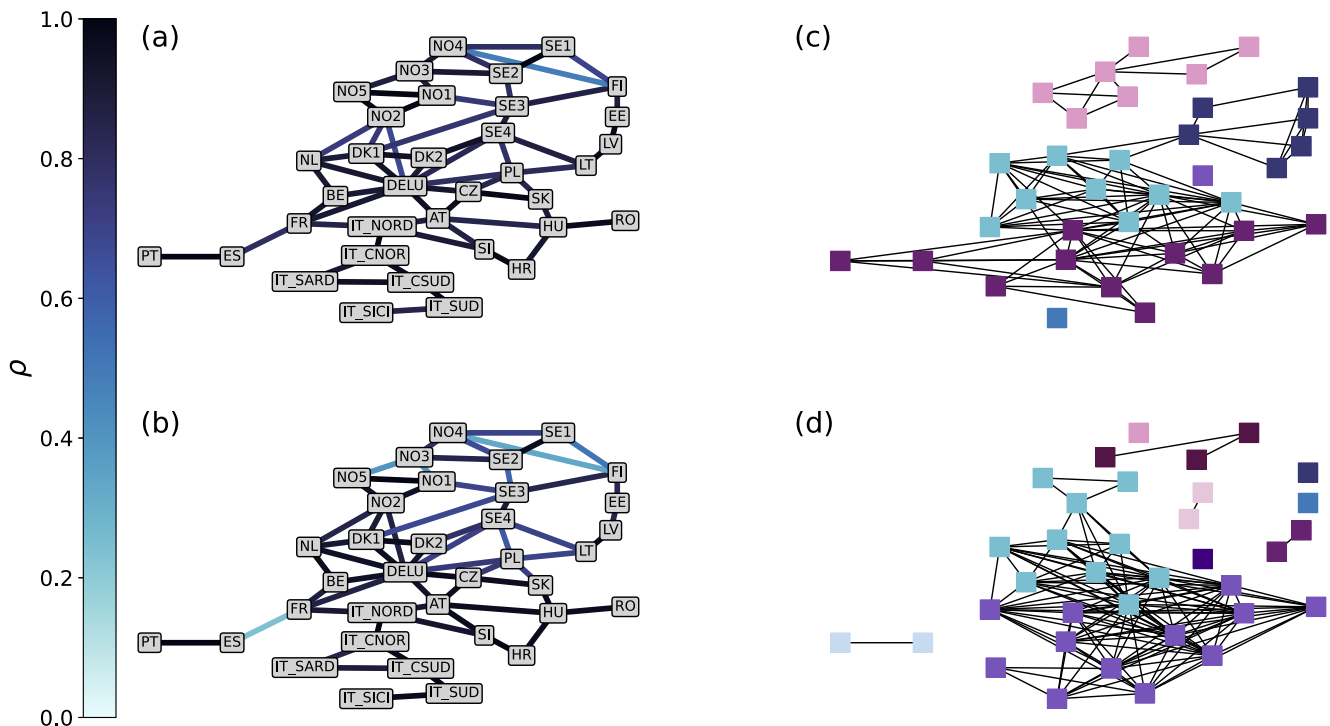 1.0
0.8
0.6
0.4
0.2
0.0
ρ
(a)
NO4
SE1
NO3
SE2
FI
NO5
NO1
SE3
NO2
EE
SE4
LV
NL
DK1
DK2
LT
PL
DELU
CZ
BE
SK
FR
IT_NORD
AT
HU
RO
PT
ES
IT_CNOR
SI
HR
IT_SARD
IT_CSUD
IT_SICI
IT_SUD
(b)
NO4
SE1
NO3
SE2
FI
NO5
NO1
SE3
NO2
EE
SE4
LV
NL
DK1
DK2
LT
PL
DELU
CZ
BE
SK
FR
IT_NORD
AT
HU
RO
PT
ES
IT_CNOR
SI
HR
IT_SARD
IT_CSUD
IT_SICI
IT_SUD
(c)
(d)